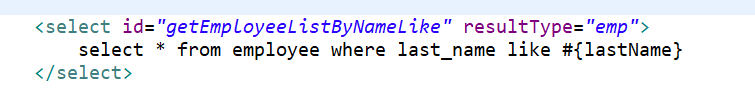 <select id="getEmployeeListByNameLike" resultType="emp">
select * from employee where last_name like #{lastName}
</select>